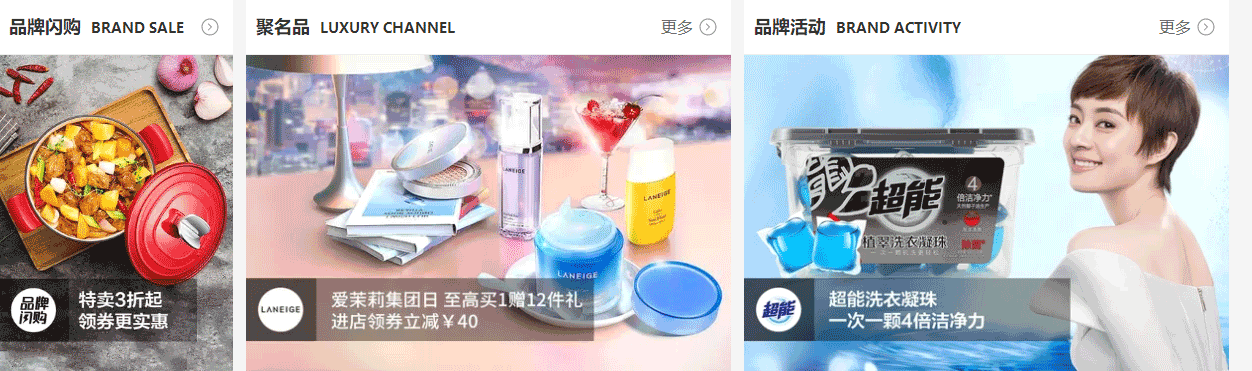 品牌闪购 BRAND SALE
聚名品 LUXURY CHANNEL 更多
品牌活动 BRAND ACTIVITY 更多
品牌
闪购
特卖3折起
领券更实惠
LANEIGE
LANEIGE
LANEIGE
LANEIGE
爱茉莉集团日 至高买1赠12件礼
进店领券立减￥40
超能
4
倍洁净力
植翠洗衣凝珠
除菌
超能
超能洗衣凝珠
一次一颗4倍洁净力